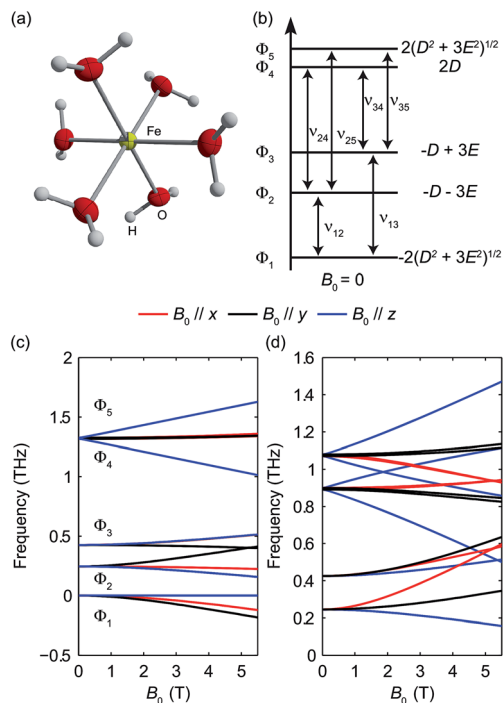 (a)
Fe
O
H
(b)
Φ5 2(D² + 3E²)^1/2
Φ4 2D
ν34 ν35
ν24 ν25
Φ3 -D + 3E
Φ2 -D - 3E
ν12 ν13
Φ1 -2(D² + 3E²)^1/2
B0 = 0
B0 // x B0 // y B0 // z
(c)
Frequency (THz)
2
1.5
1
0.5
0
−0.5
Φ5
Φ4
Φ3
Φ2
Φ1
0 1 2 3 4 5
B0 (T)
(d)
Frequency (THz)
1.6
1.4
1.2
1
0.8
0.6
0.4
0.2
0
0 1 2 3 4 5
B0 (T)